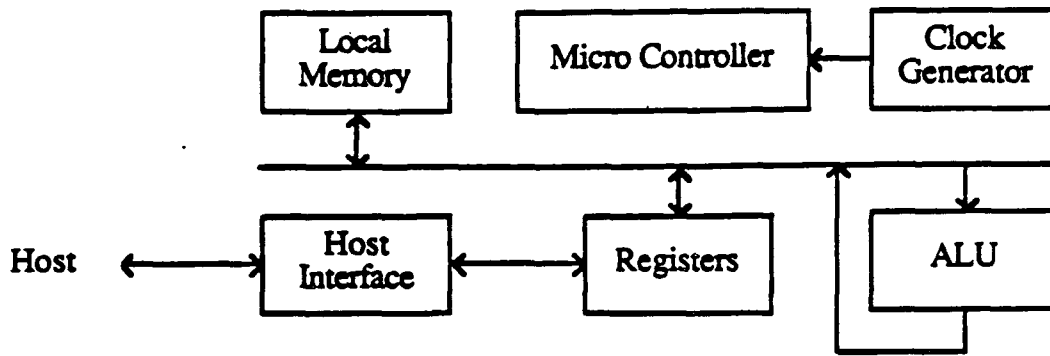 Local
Memory
Micro Controller
Clock
Generator
Host
Host
Interface
Registers
ALU